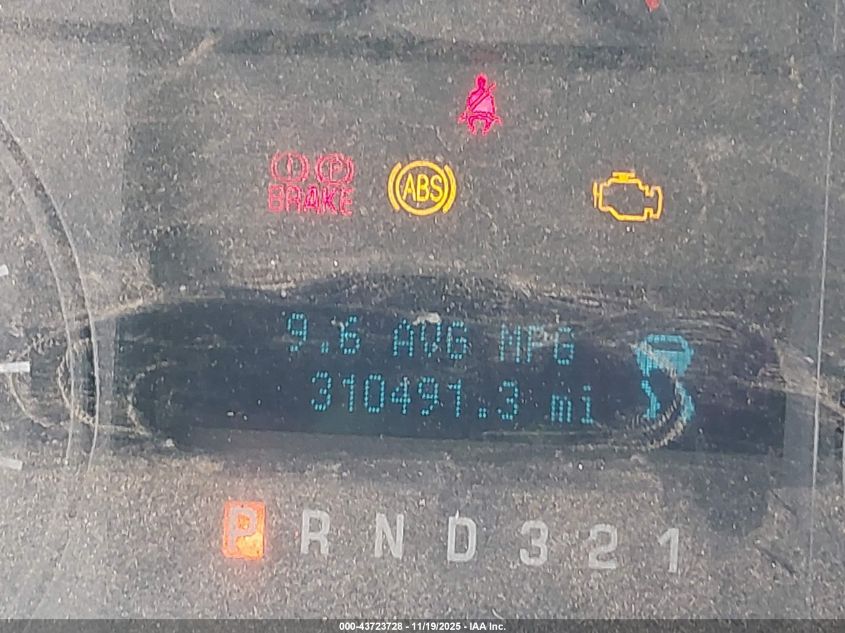 BRAKE
ABS
9.6 AVG MPG
310491.3 mi
P R N D 3 2 1
000-43723728 - 11/19/2025 - IAA Inc.